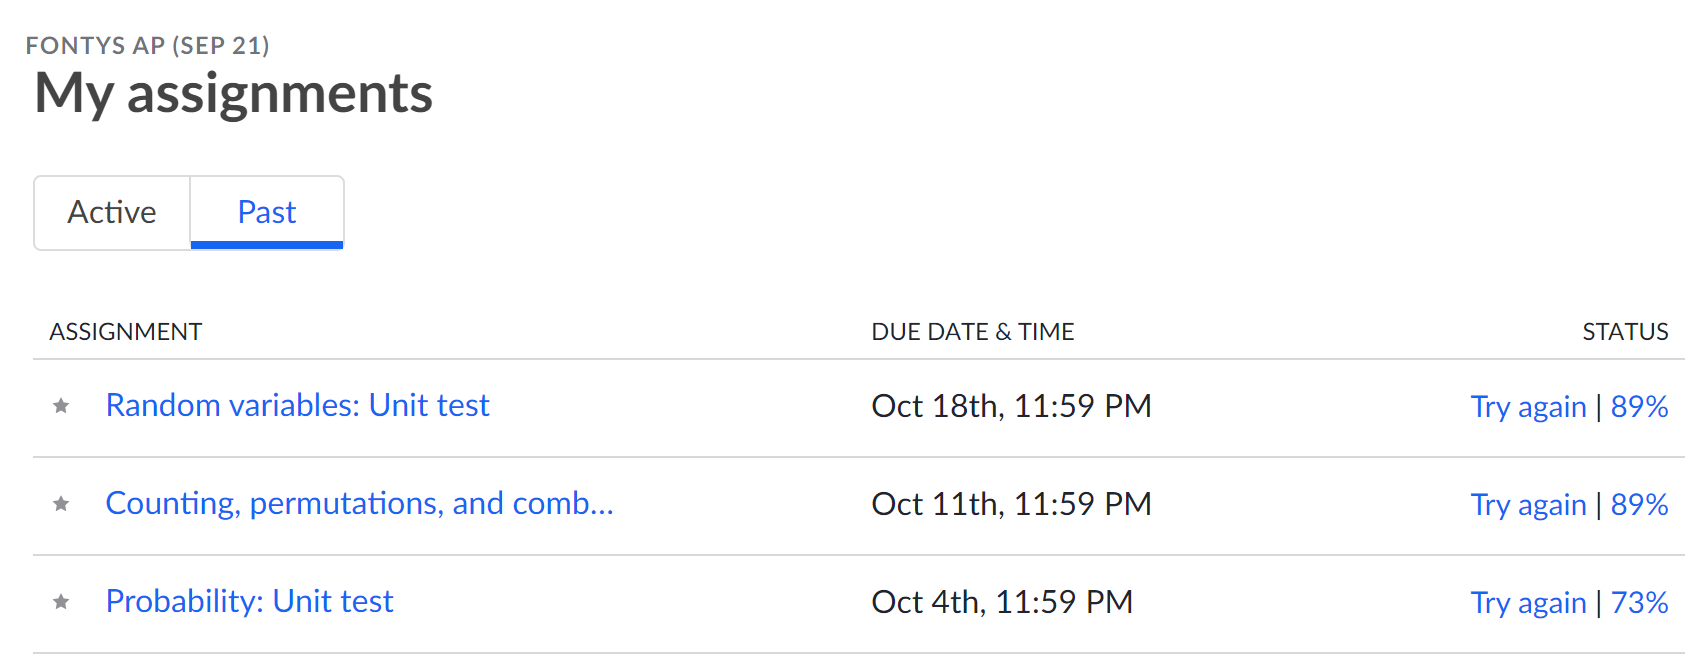 FONTYS AP (SEP 21)
My assignments
Active Past
ASSIGNMENT DUE DATE & TIME STATUS
Random variables: Unit test Oct 18th, 11:59 PM Try again | 89%
Counting, permutations, and comb... Oct 11th, 11:59 PM Try again | 89%
Probability: Unit test Oct 4th, 11:59 PM Try again | 73%